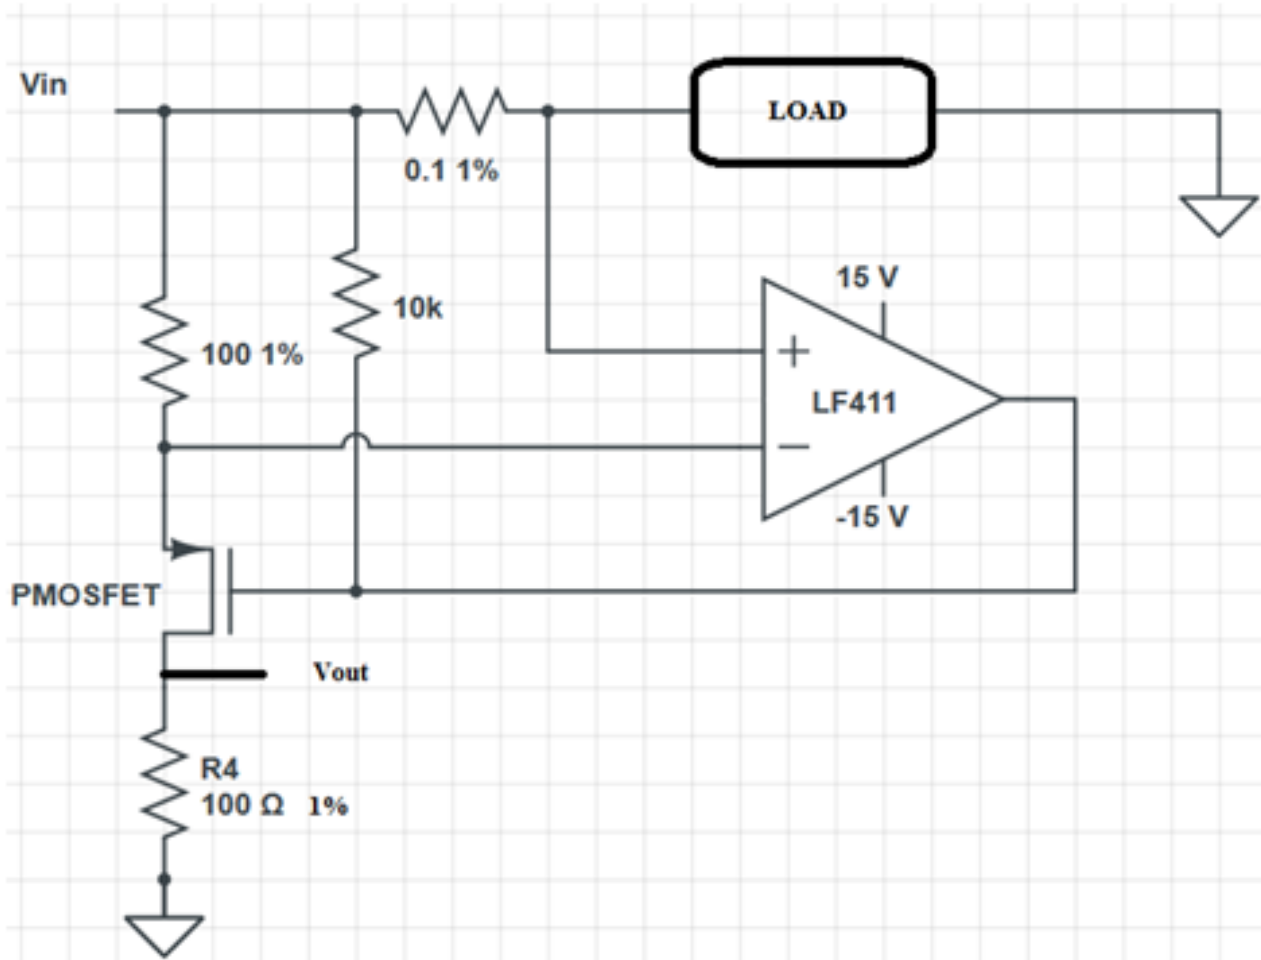 Vin
LOAD
0.1 1%
15 V
10k
100 1%
+
LF411
−
-15 V
PMOSFET
Vout
R4
100 Ω 1%